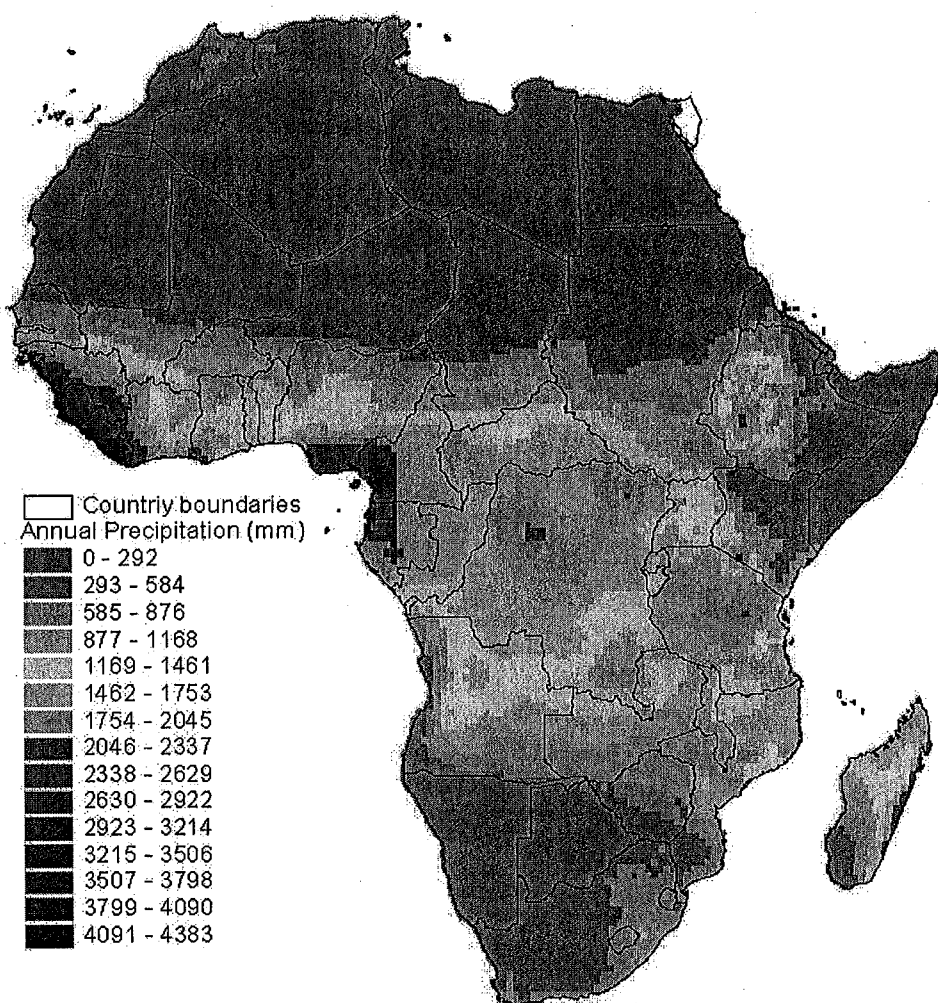 Countriy boundaries
Annual Precipitation (mm)
0 - 292
293 - 584
585 - 876
877 - 1168
1169 - 1461
1462 - 1753
1754 - 2045
2046 - 2337
2338 - 2629
2630 - 2922
2923 - 3214
3215 - 3506
3507 - 3798
3799 - 4090
4091 - 4383